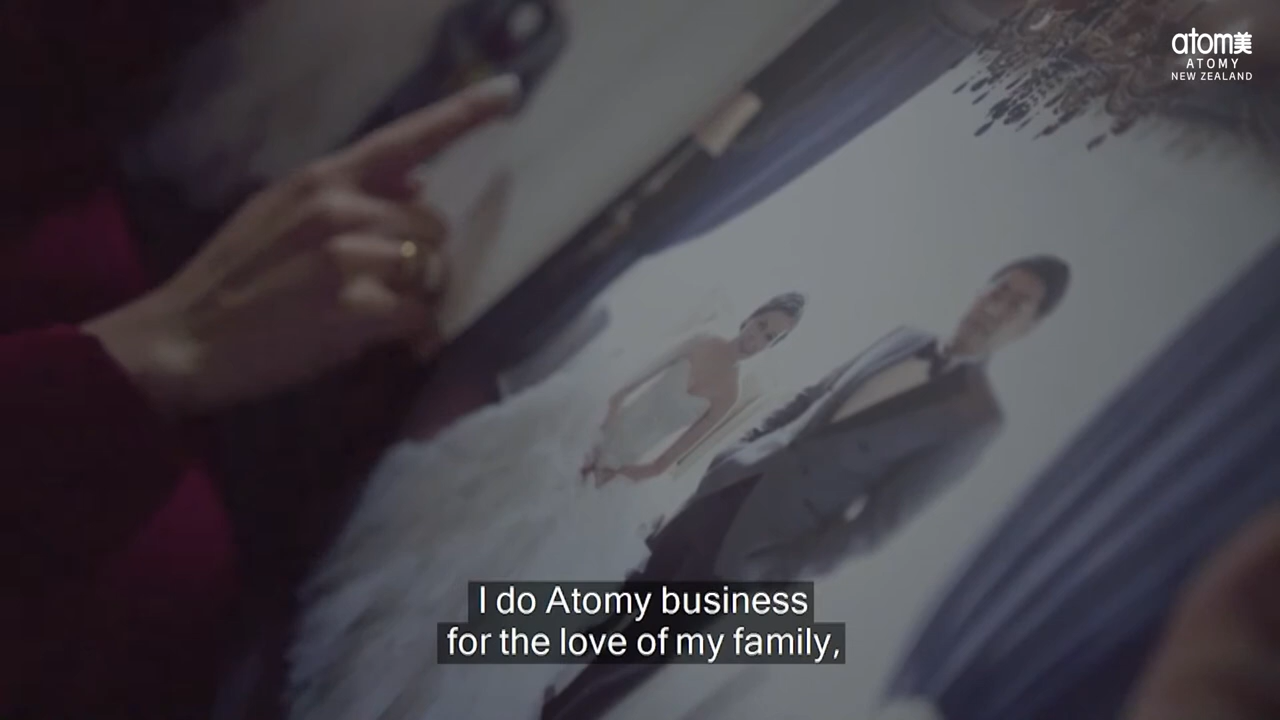 atom美
ATOMY
NEW ZEALAND
I do Atomy business
for the love of my family,